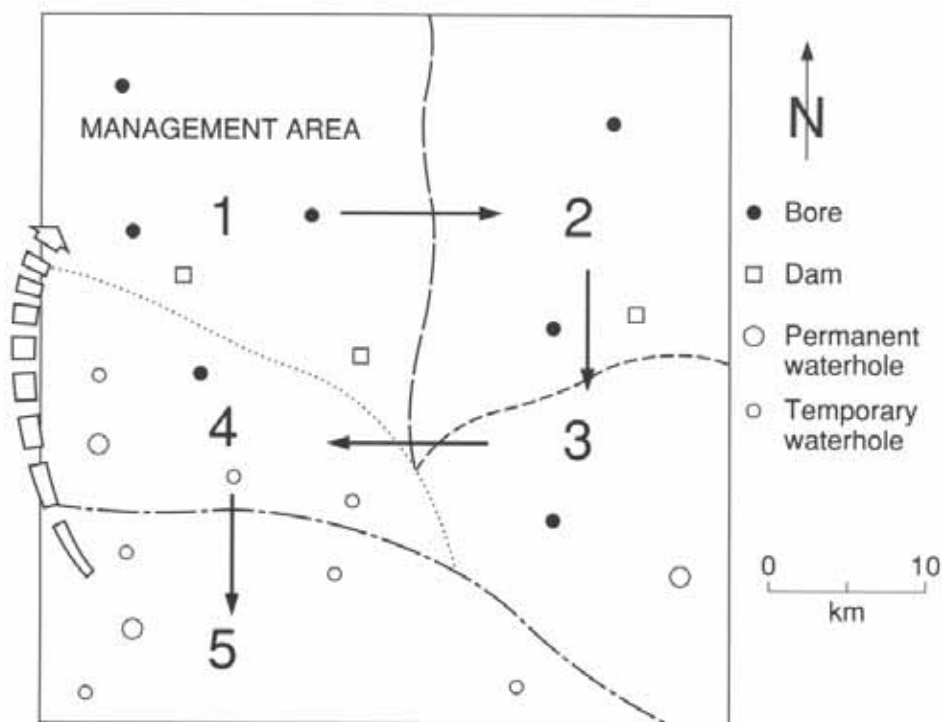 MANAGEMENT AREA
1
2
3
4
5
N
Bore
Dam
Permanent
waterhole
Temporary
waterhole
0 10
km